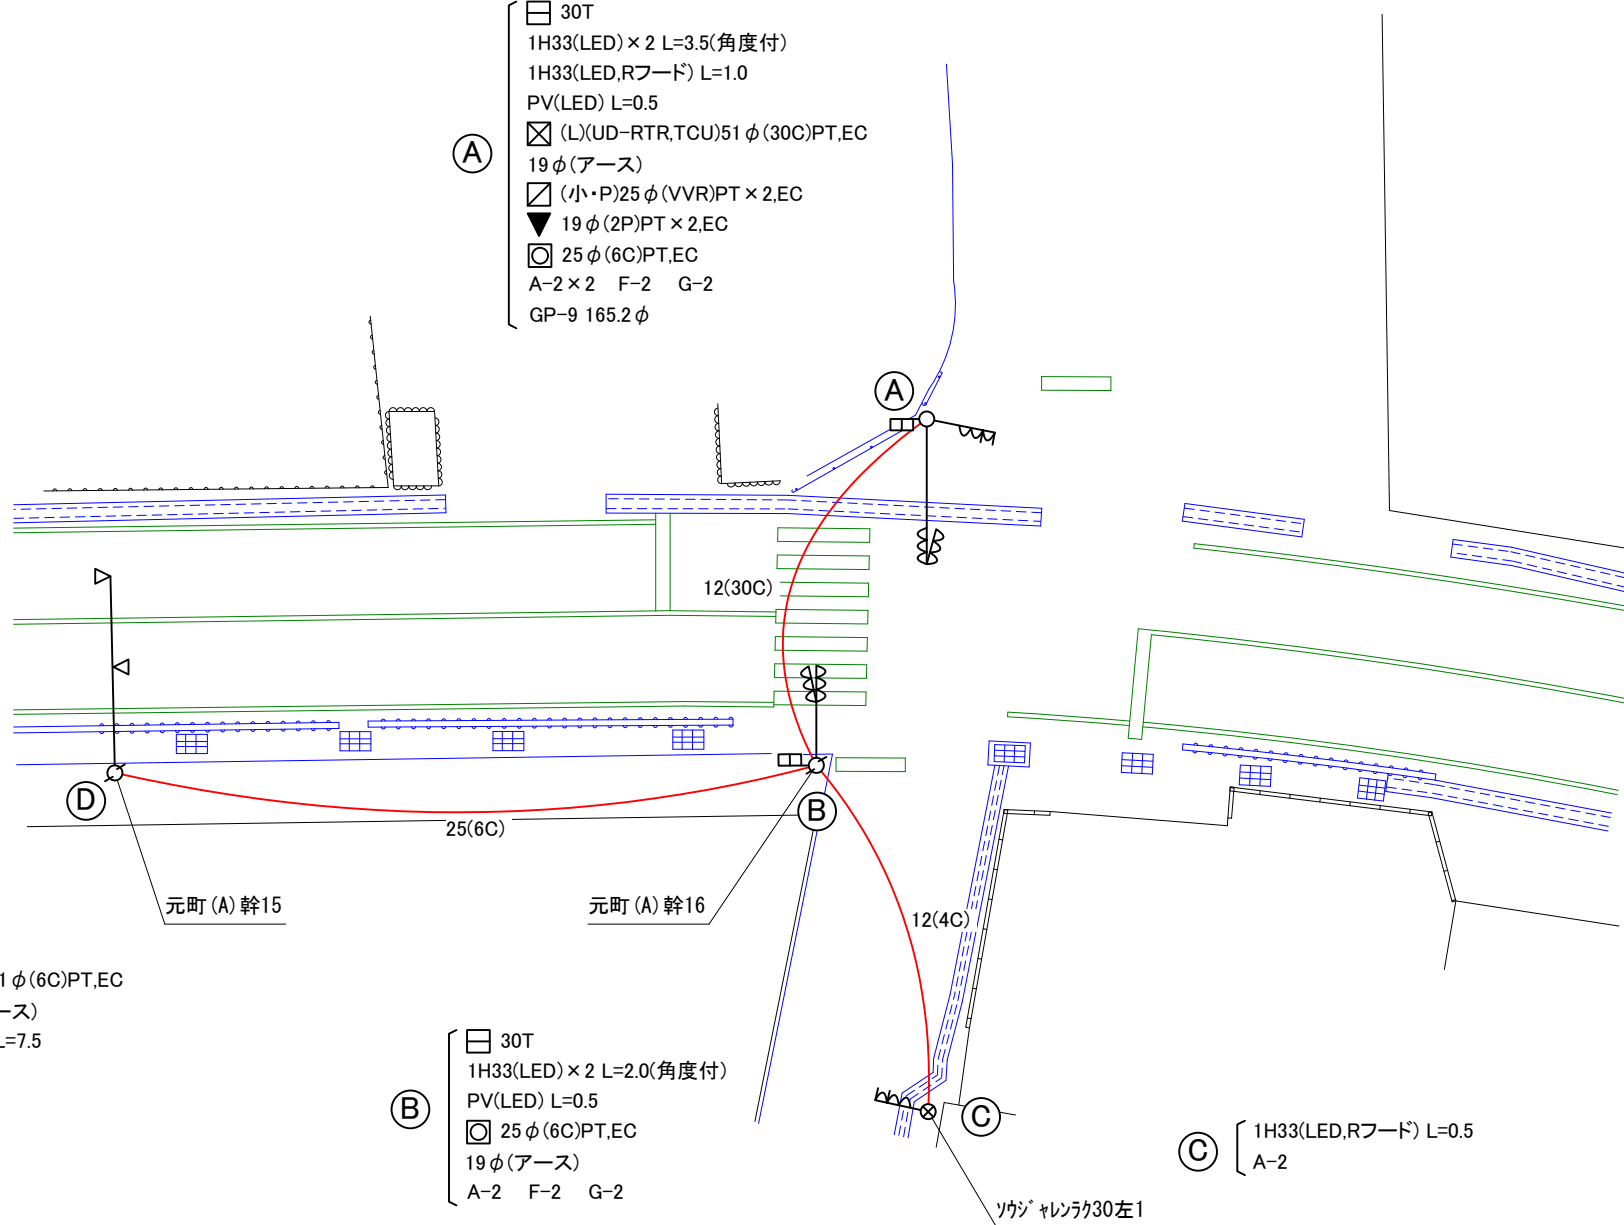 30T
1H33(LED)×2 L=3.5(角度付)
1H33(LED,Rフード) L=1.0
PV(LED) L=0.5
A
(L)(UD-RTR,TCU)51φ(30C)PT,EC
19φ(アース)
(小・P)25φ(VVR)PT×2,EC
19φ(2P)PT×2,EC
25φ(6C)PT,EC
A-2×2 F-2 G-2
GP-9 165.2φ
A
12(30C)
D
B
25(6C)
元町(A)幹15
元町(A)幹16
12(4C)
1φ(6C)PT,EC
ース)
L=7.5
B
30T
1H33(LED)×2 L=2.0(角度付)
PV(LED) L=0.5
25φ(6C)PT,EC
19φ(アース)
A-2 F-2 G-2
C
C
1H33(LED,Rフード) L=0.5
A-2
ソウジャレンラク30左1